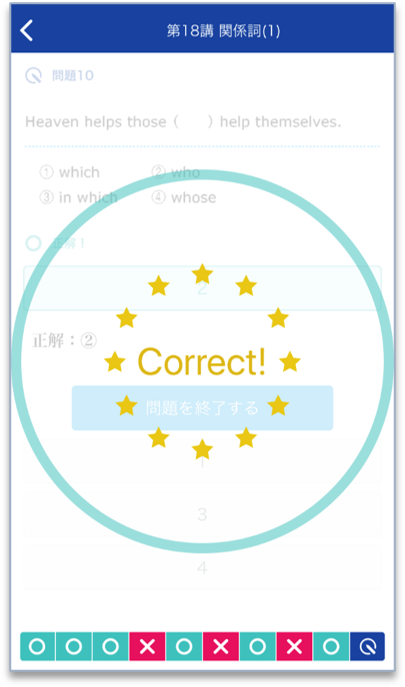 第18講 関係詞(1)
問題10
Heaven helps those (　　) help themselves.
① which ② who
③ in which ④ whose
正解！
2
正解：②
Correct!
問題を終了する
1
3
4